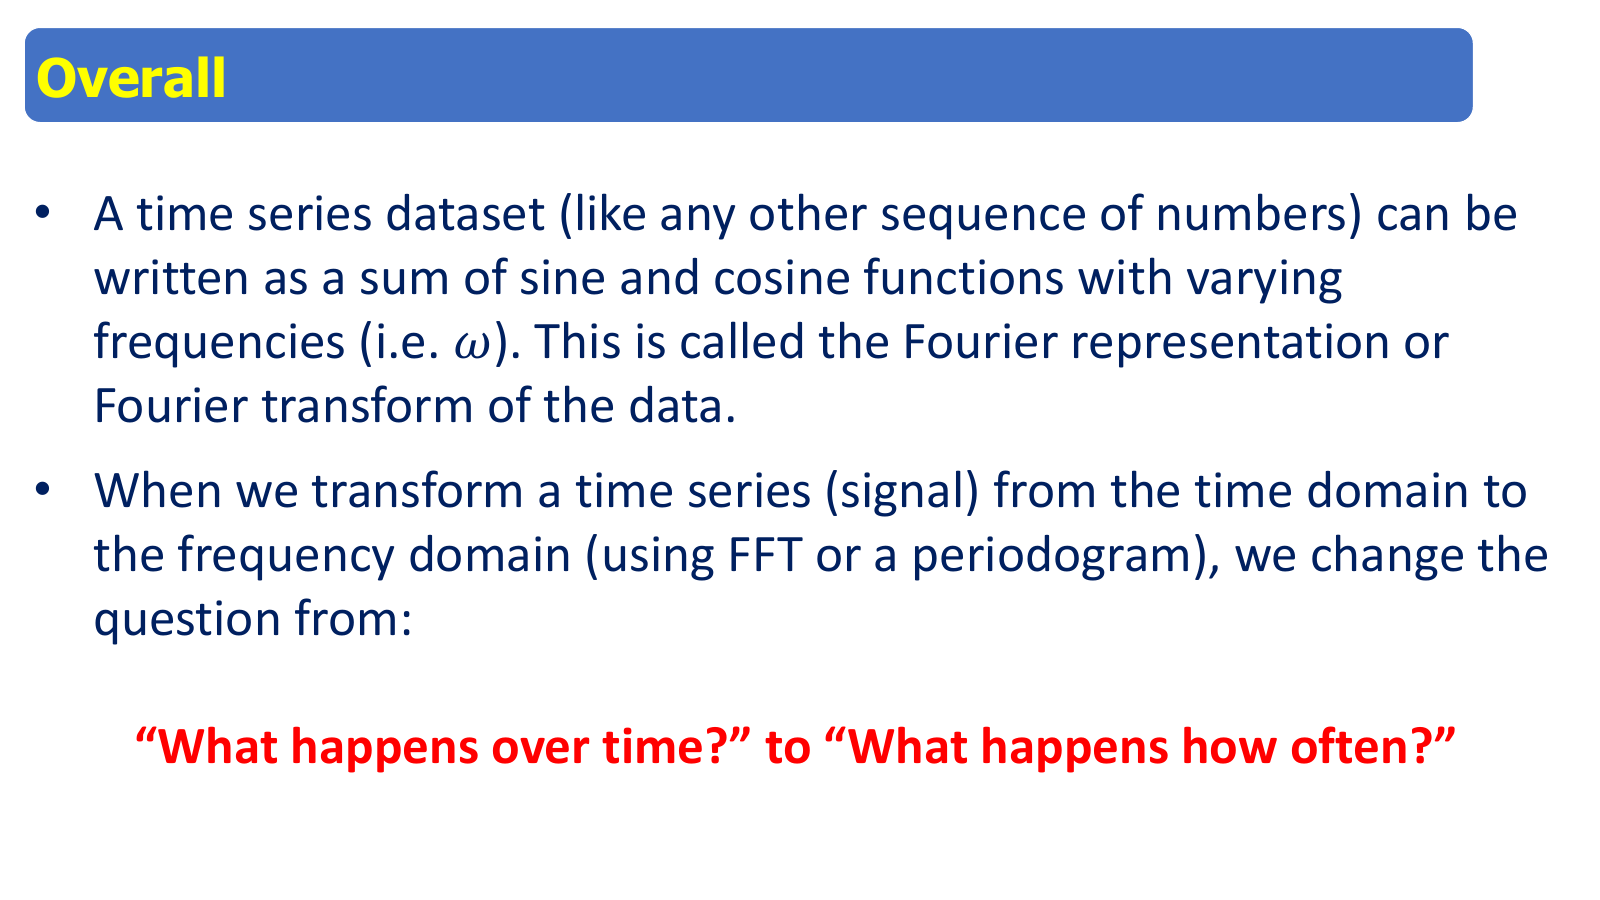 Overall
• A time series dataset (like any other sequence of numbers) can be
written as a sum of sine and cosine functions with varying
frequencies (i.e. 𝜔). This is called the Fourier representation or
Fourier transform of the data.
• When we transform a time series (signal) from the time domain to
the frequency domain (using FFT or a periodogram), we change the
question from:
“What happens over time?” to “What happens how often?”